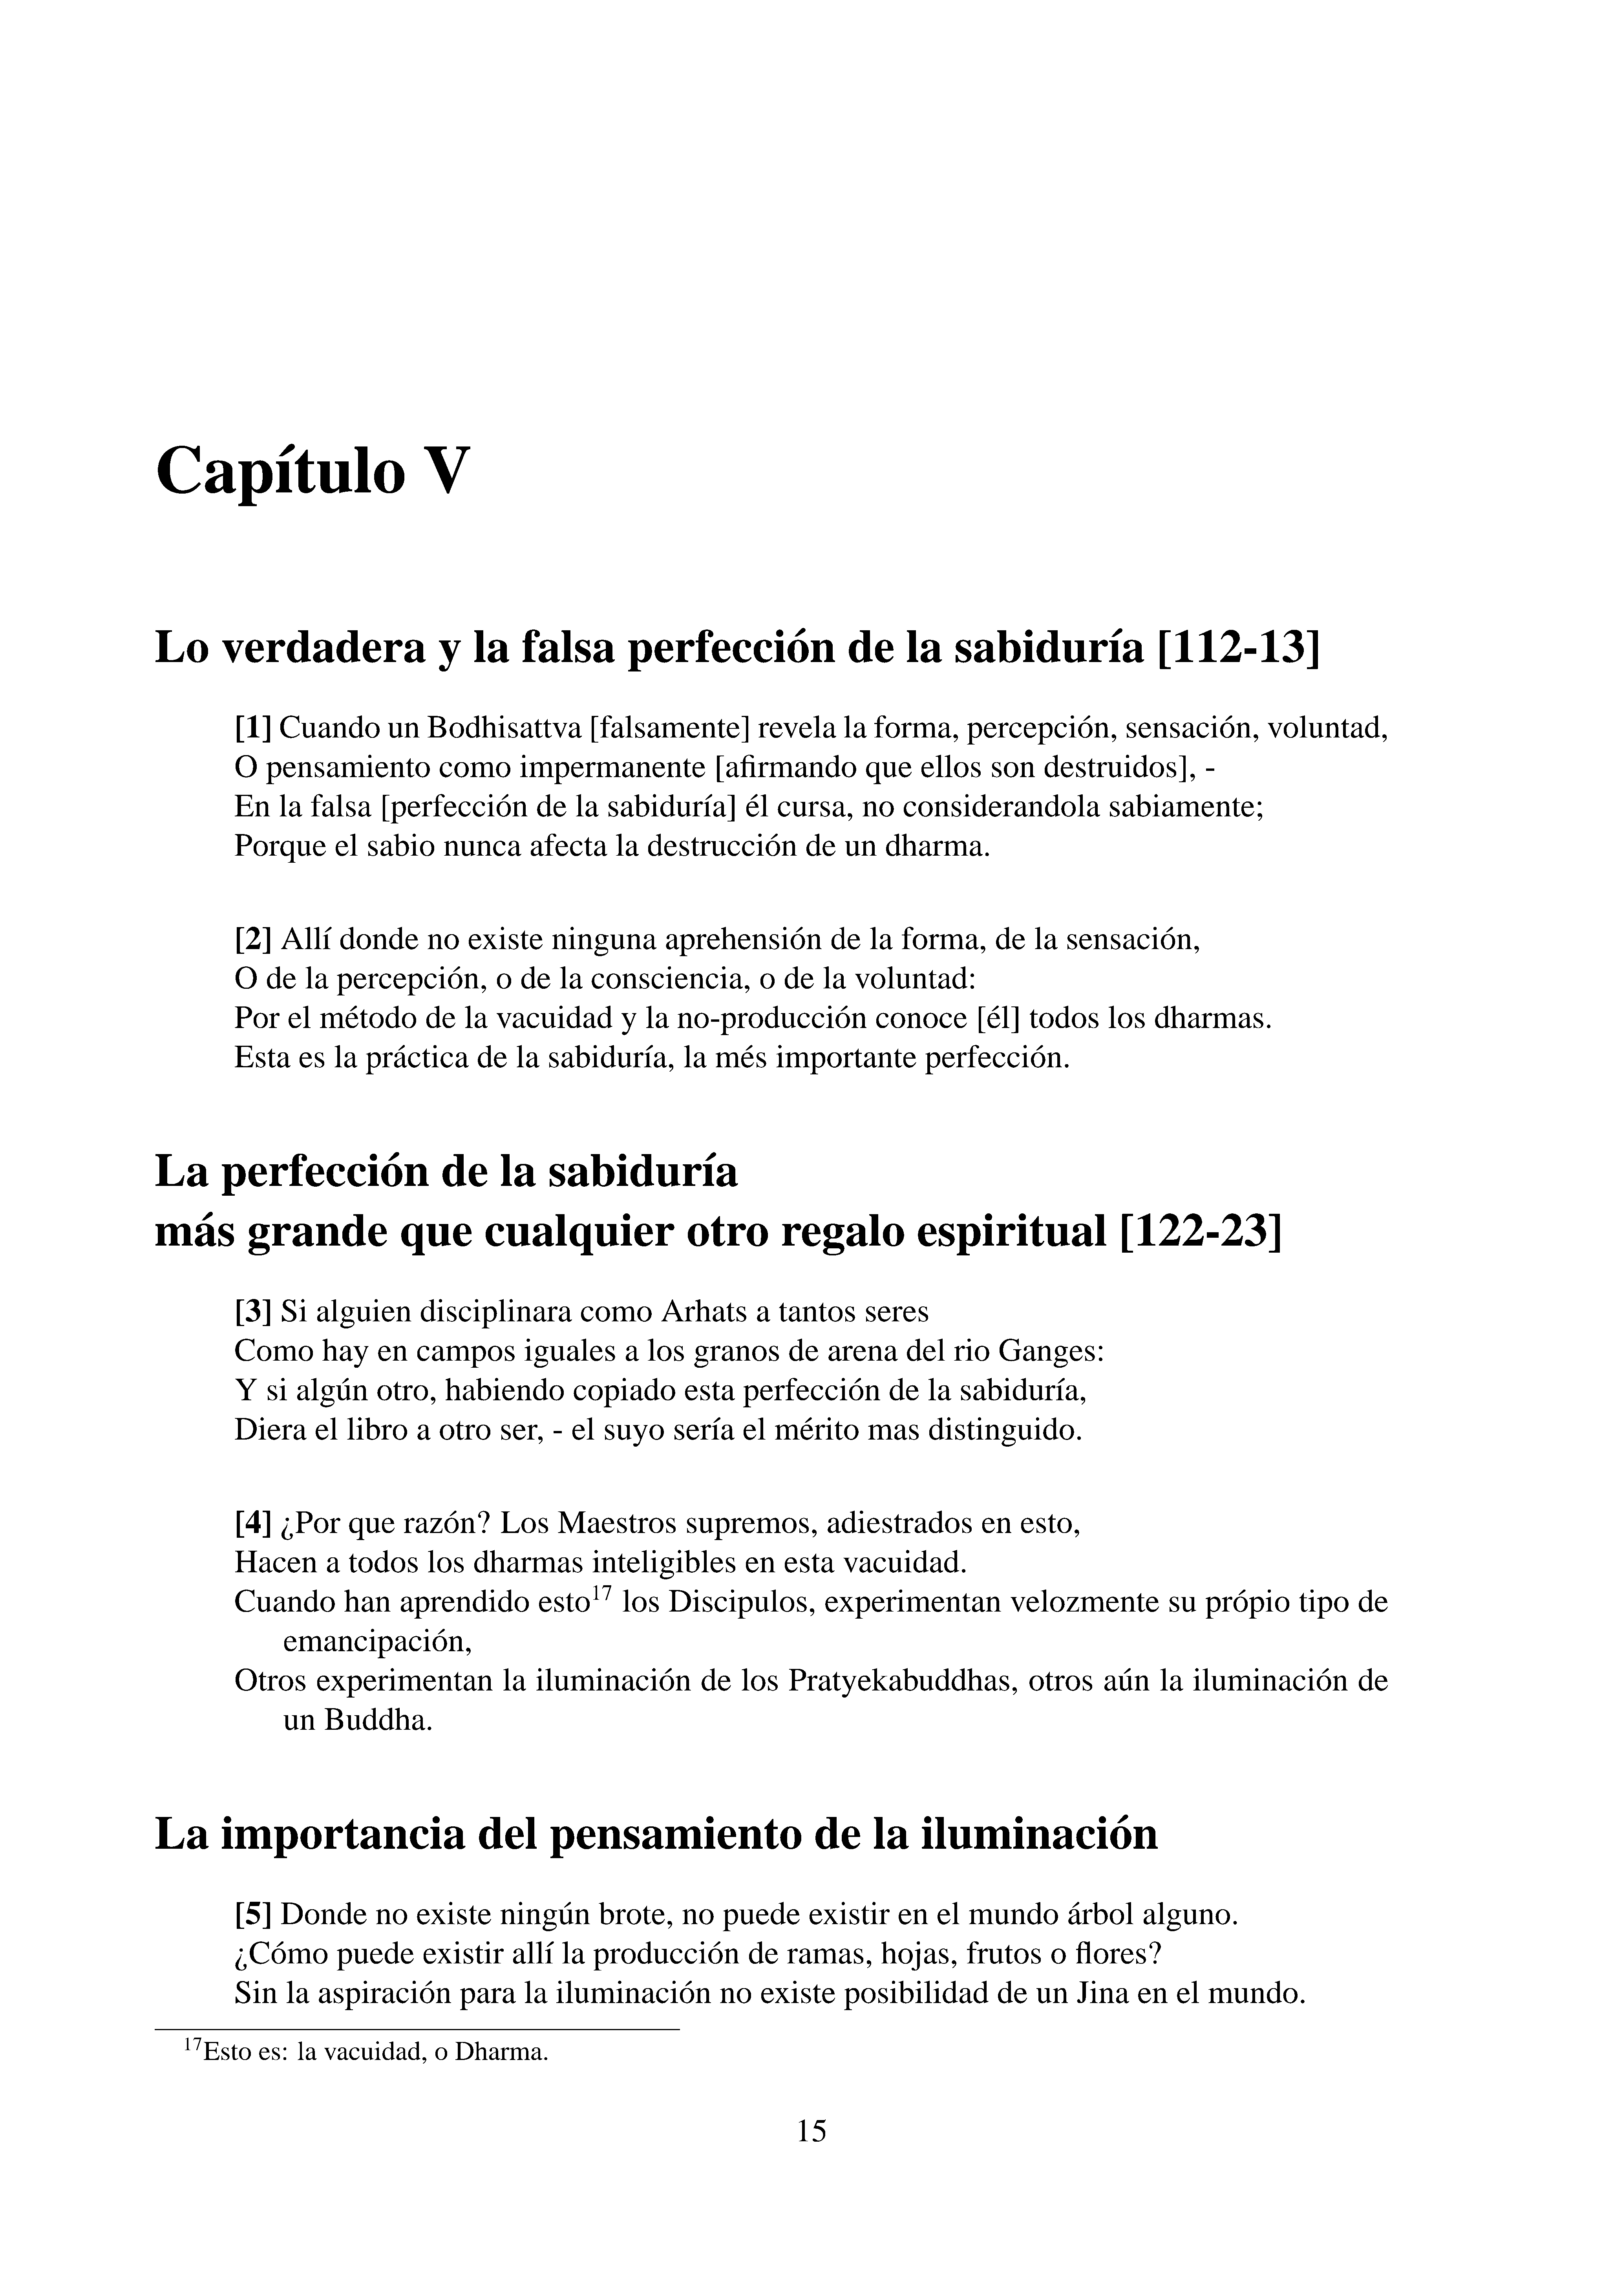 Capítulo V
Lo verdadera y la falsa perfección de la sabiduría [112-13]
[1] Cuando un Bodhisattva [falsamente] revela la forma, percepción, sensación, voluntad,
O pensamiento como impermanente [afirmando que ellos son destruidos], -
En la falsa [perfección de la sabiduría] él cursa, no considerandola sabiamente;
Porque el sabio nunca afecta la destrucción de un dharma.
[2] Allí donde no existe ninguna aprehensión de la forma, de la sensación,
O de la percepción, o de la consciencia, o de la voluntad:
Por el método de la vacuidad y la no-producción conoce [él] todos los dharmas.
Esta es la práctica de la sabiduría, la més importante perfección.
La perfección de la sabiduría
más grande que cualquier otro regalo espiritual [122-23]
[3] Si alguien disciplinara como Arhats a tantos seres
Como hay en campos iguales a los granos de arena del rio Ganges:
Y si algún otro, habiendo copiado esta perfección de la sabiduría,
Diera el libro a otro ser, - el suyo sería el mérito mas distinguido.
[4] ¿Por que razón? Los Maestros supremos, adiestrados en esto,
Hacen a todos los dharmas inteligibles en esta vacuidad.
Cuando han aprendido esto17 los Discipulos, experimentan velozmente su própio tipo de
emancipación,
Otros experimentan la iluminación de los Pratyekabuddhas, otros aún la iluminación de
un Buddha.
La importancia del pensamiento de la iluminación
[5] Donde no existe ningún brote, no puede existir en el mundo árbol alguno.
¿Cómo puede existir allí la producción de ramas, hojas, frutos o flores?
Sin la aspiración para la iluminación no existe posibilidad de un Jina en el mundo.
17Esto es: la vacuidad, o Dharma.
15